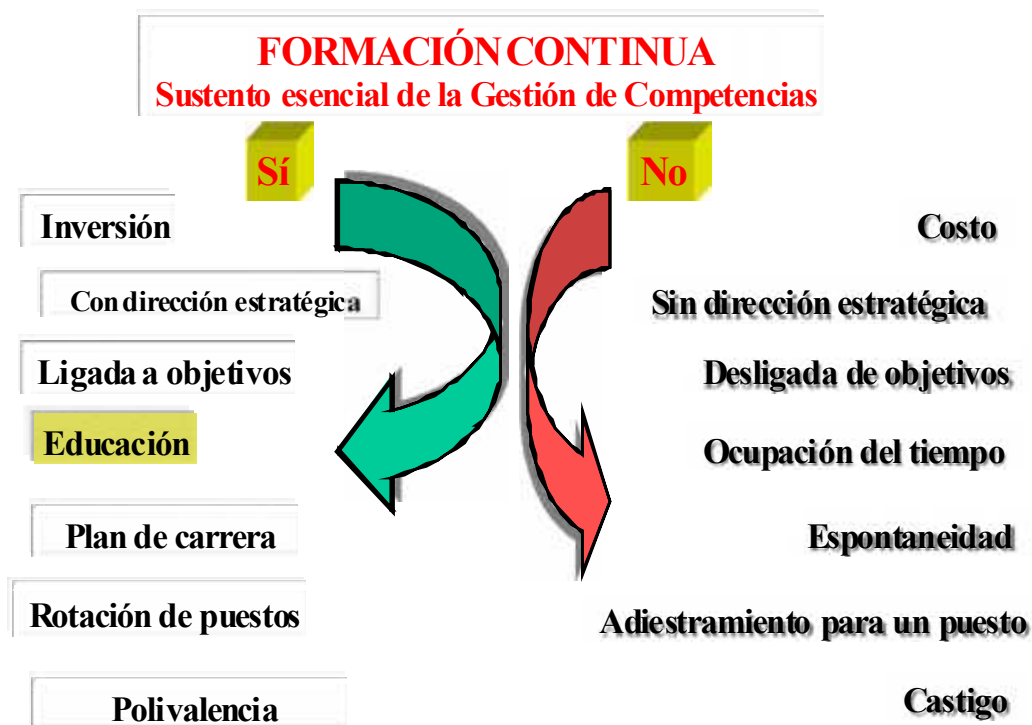 FORMACIÓN CONTINUA
Sustento esencial de la Gestión de Competencias
Sí
No
Inversión
Costo
Con dirección estratégica
Sin dirección estratégica
Ligada a objetivos
Desligada de objetivos
Educación
Ocupación del tiempo
Plan de carrera
Espontaneidad
Rotación de puestos
Adiestramiento para un puesto
Polivalencia
Castigo